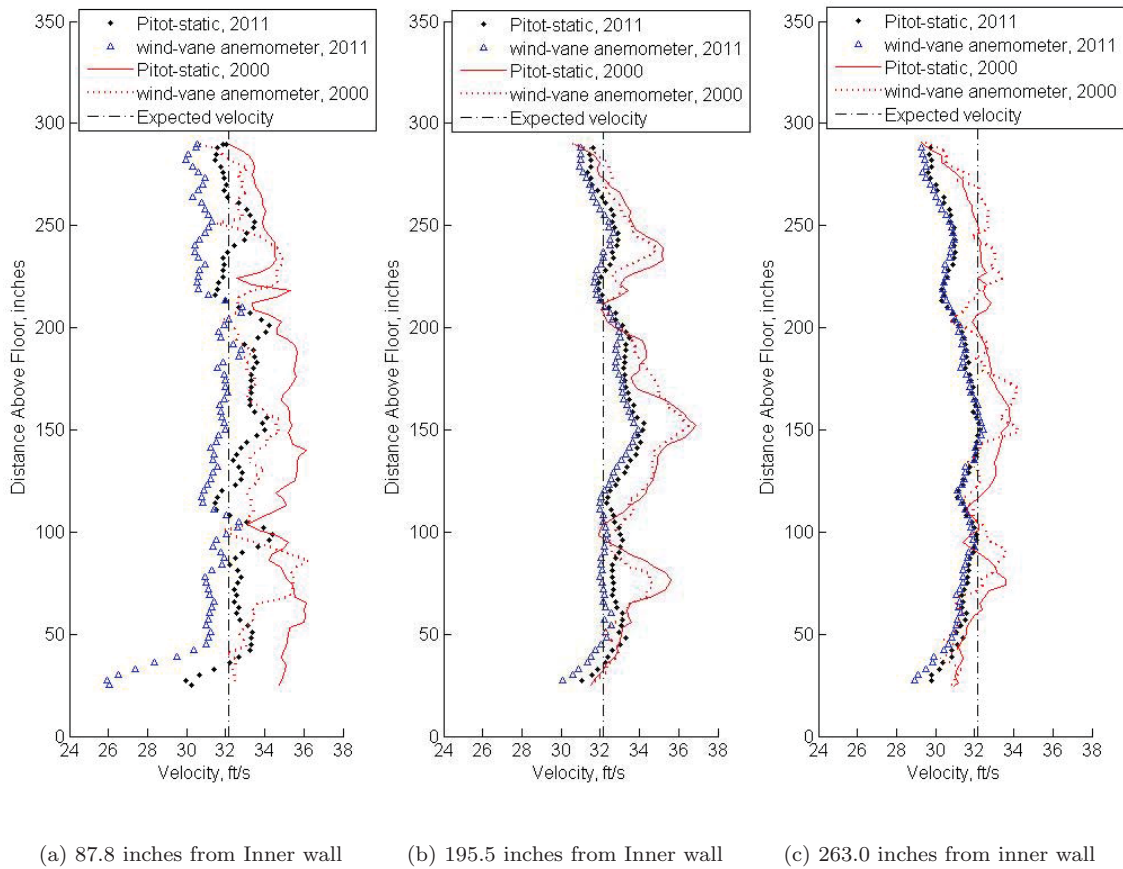 Pitot-static, 2011
wind-vane anemometer, 2011
Pitot-static, 2000
wind-vane anemometer, 2000
Expected velocity
350
300
250
200
150
100
50
0
24 26 28 30 32 34 36 38
Distance Above Floor, inches
Velocity, ft/s
(a) 87.8 inches from Inner wall
Pitot-static, 2011
wind-vane anemometer, 2011
Pitot-static, 2000
wind-vane anemometer, 2000
Expected velocity
350
300
250
200
150
100
50
0
24 26 28 30 32 34 36 38
Distance Above Floor, inches
Velocity, ft/s
(b) 195.5 inches from Inner wall
Pitot-static, 2011
wind-vane anemometer, 2011
Pitot-static, 2000
wind-vane anemometer, 2000
Expected velocity
350
300
250
200
150
100
50
0
24 26 28 30 32 34 36 38
Distance Above Floor, inches
Velocity, ft/s
(c) 263.0 inches from inner wall